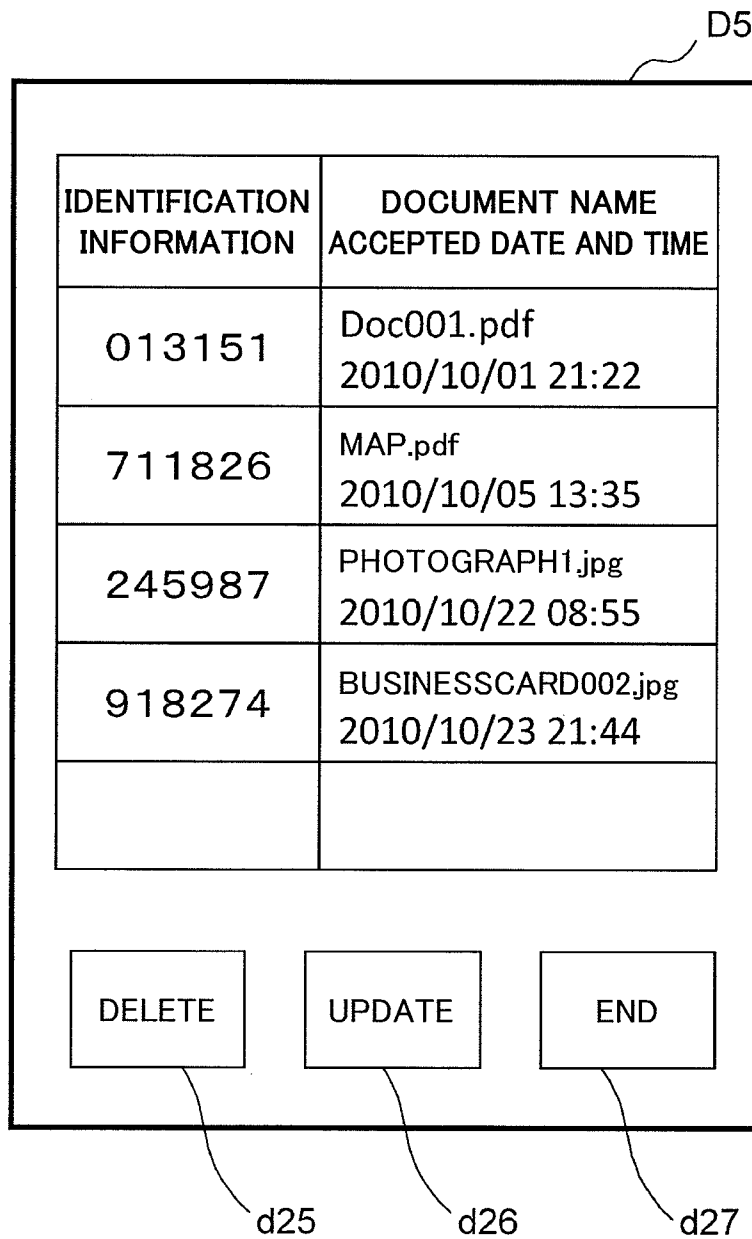 D5
IDENTIFICATION INFORMATION
DOCUMENT NAME
ACCEPTED DATE AND TIME
013151
Doc001.pdf
2010/10/01 21:22
711826
MAP.pdf
2010/10/05 13:35
245987
PHOTOGRAPH1.jpg
2010/10/22 08:55
918274
BUSINESSCARD002.jpg
2010/10/23 21:44
DELETE
UPDATE
END
d25
d26
d27